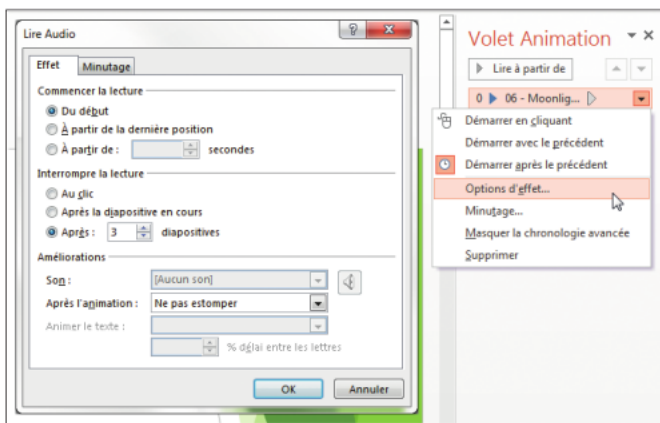 Lire Audio
Effet Minutage
Commencer la lecture
Du début
À partir de la dernière position
À partir de : secondes
Interrompre la lecture
Au clic
Après la diapositive en cours
Après : 3 diapositives
Améliorations
Son : [Aucun son]
Après l'animation : Ne pas estomper
Animer le texte :
% délai entre les lettres
OK Annuler
Volet Animation
Lire à partir de
0 06 - Moonlig...
Démarrer en cliquant
Démarrer avec le précédent
Démarrer après le précédent
Options d'effet...
Minutage...
Masquer la chronologie avancée
Supprimer